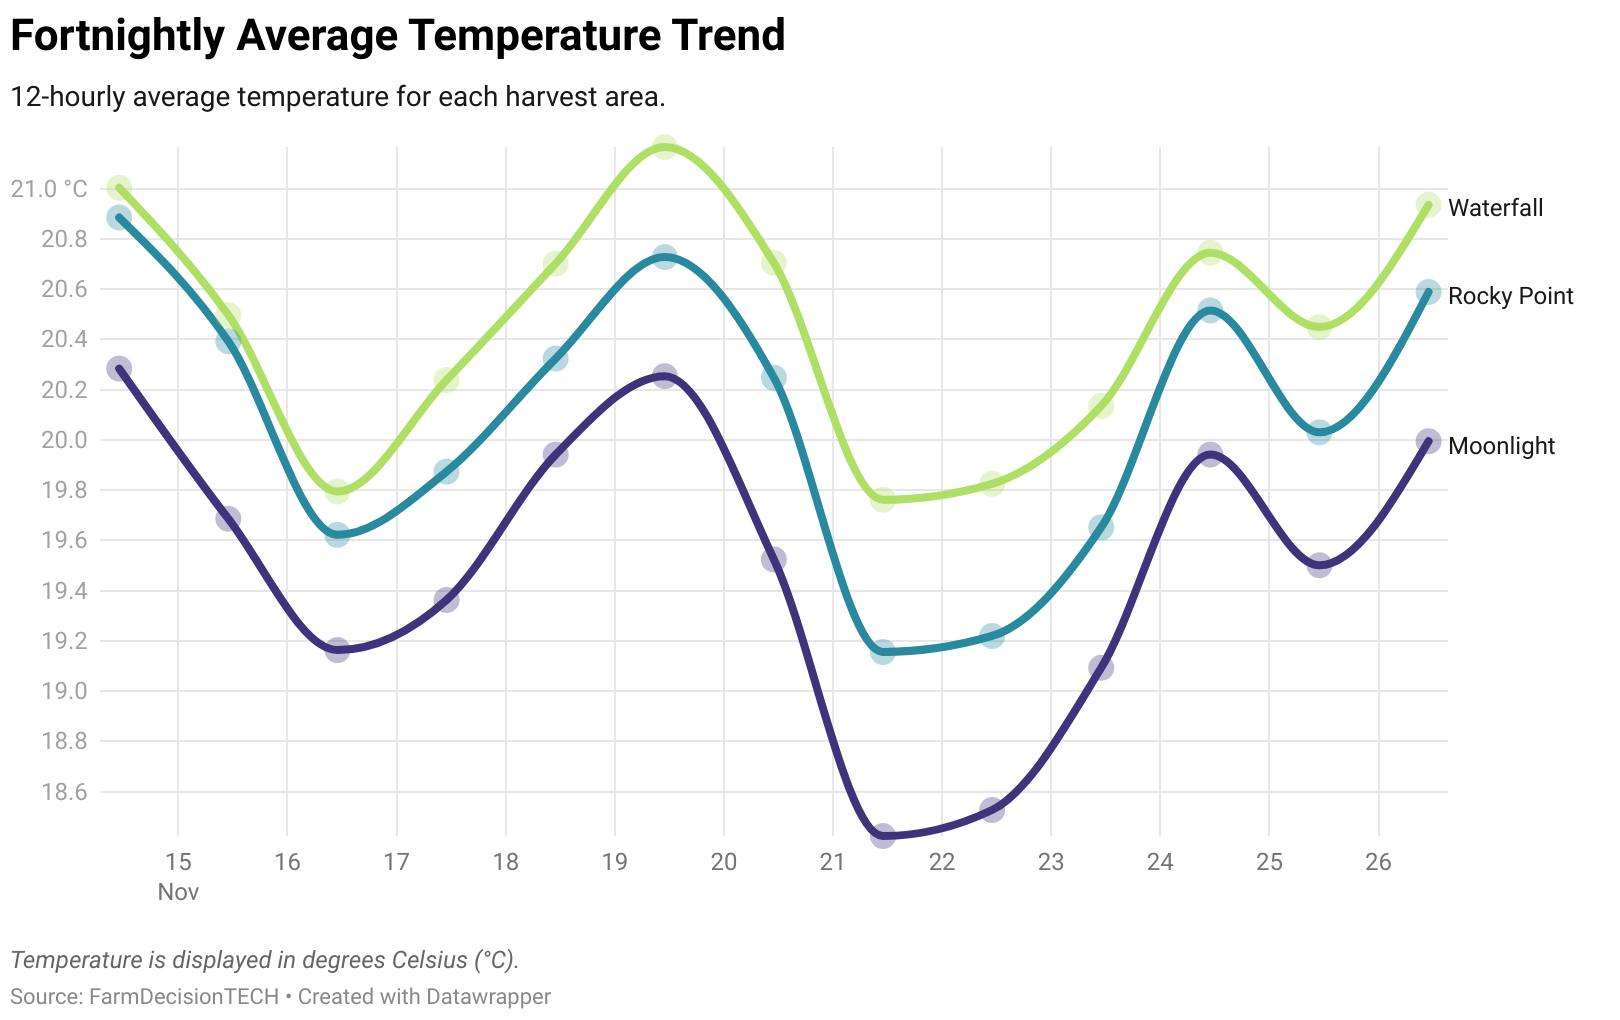 Fortnightly Average Temperature Trend
12-hourly average temperature for each harvest area.
21.0 °C
20.8
20.6
20.4
20.2
20.0
19.8
19.6
19.4
19.2
19.0
18.8
18.6
Waterfall
Rocky Point
Moonlight
15 16 17 18 19 20 21 22 23 24 25 26
Nov
Temperature is displayed in degrees Celsius (°C).
Source: FarmDecisionTECH • Created with Datawrapper